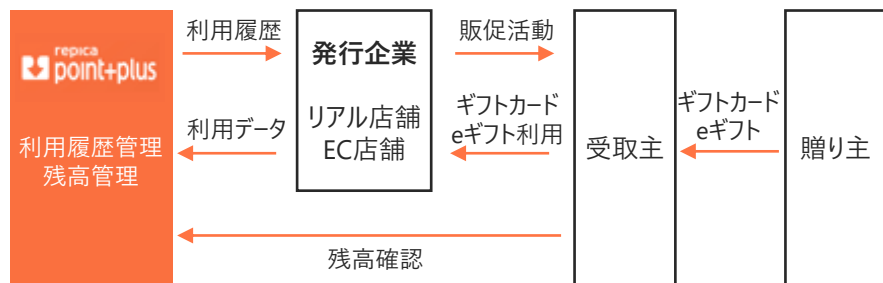 repica
point+plus
利用履歴管理
残高管理
利用履歴
利用データ
発行企業
リアル店舗
EC店舗
販促活動
ギフトカード
eギフト利用
受取主
ギフトカード
eギフト
贈り主
残高確認